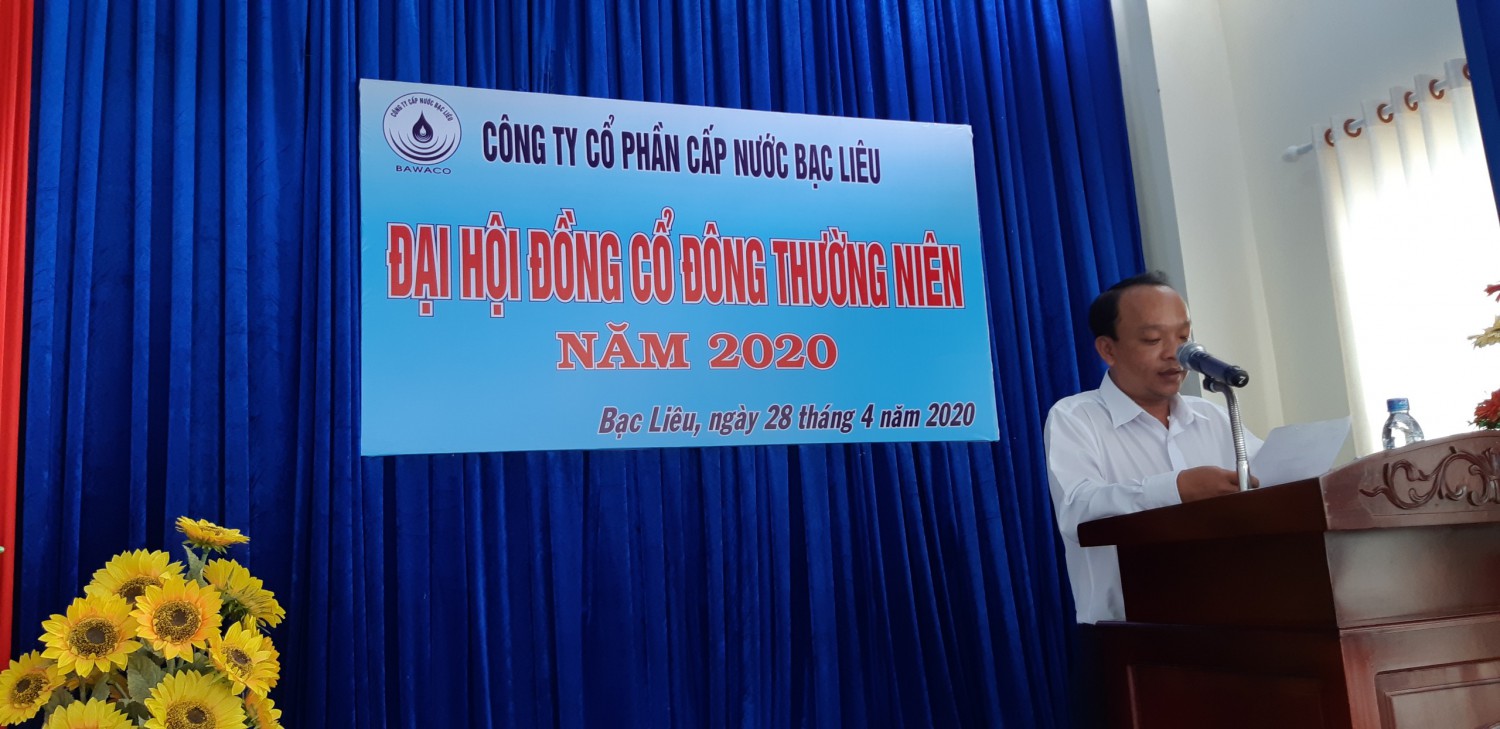 CÔNG TY CẤP NƯỚC BẠC LIÊU
BAWACO
CÔNG TY CỔ PHẦN CẤP NƯỚC BẠC LIÊU
ĐẠI HỘI ĐỒNG CỔ ĐÔNG THƯỜNG NIÊN
NĂM 2020
Bạc Liêu, ngày 28 tháng 4 năm 2020